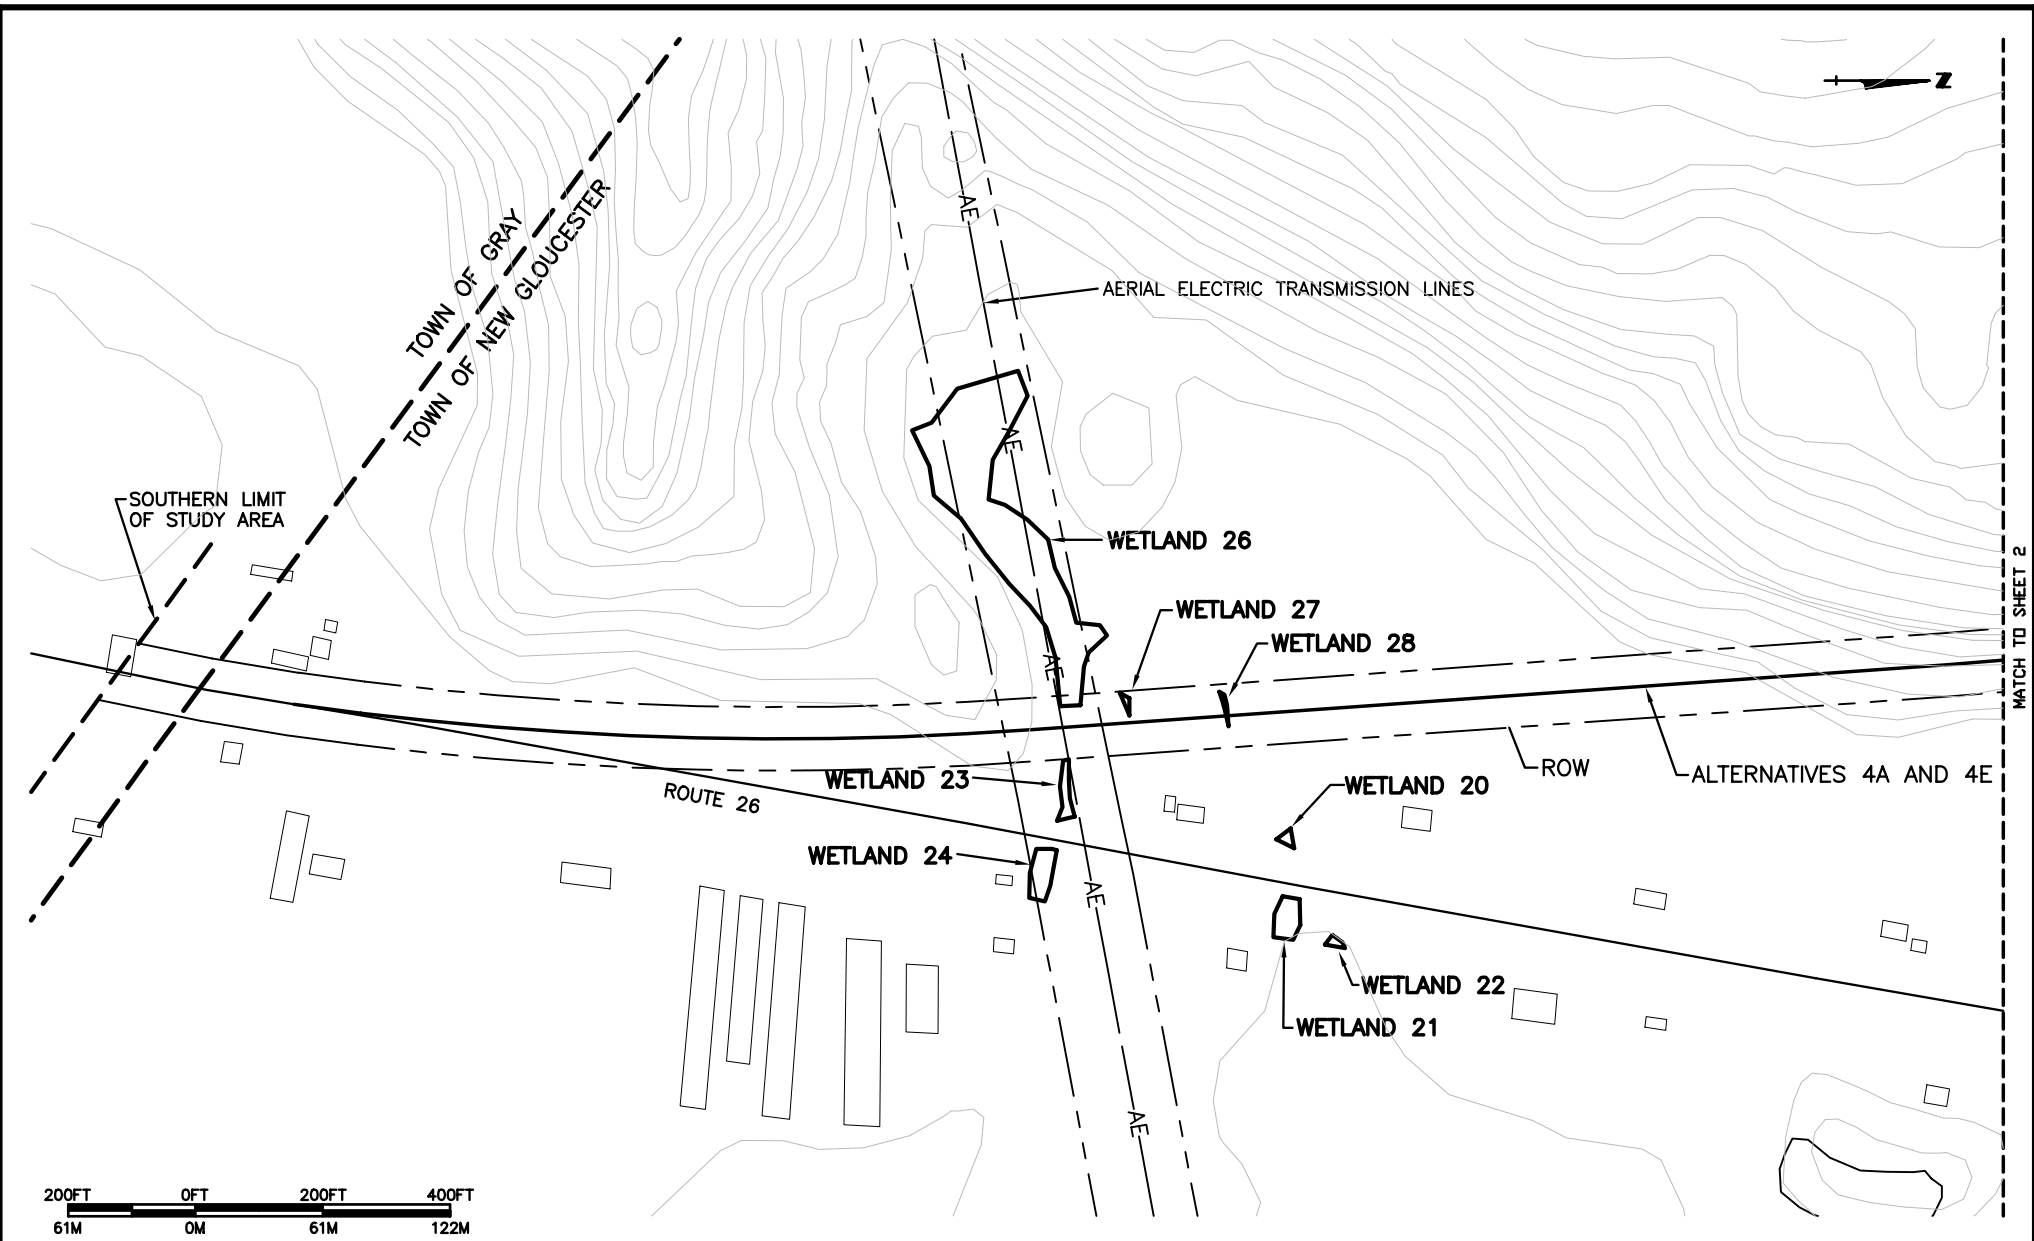 N
TOWN OF GRAY
TOWN OF NEW GLOUCESTER
AE
AERIAL ELECTRIC TRANSMISSION LINES
AE
SOUTHERN LIMIT
OF STUDY AREA
WETLAND 26
WETLAND 27
WETLAND 28
AE
MATCH TO SHEET 2
WETLAND 23
ROUTE 26
ROW
ALTERNATIVES 4A AND 4E
WETLAND 20
WETLAND 24
AE
WETLAND 22
WETLAND 21
AE
200FT 0FT 200FT 400FT
61M 0M 61M 122M